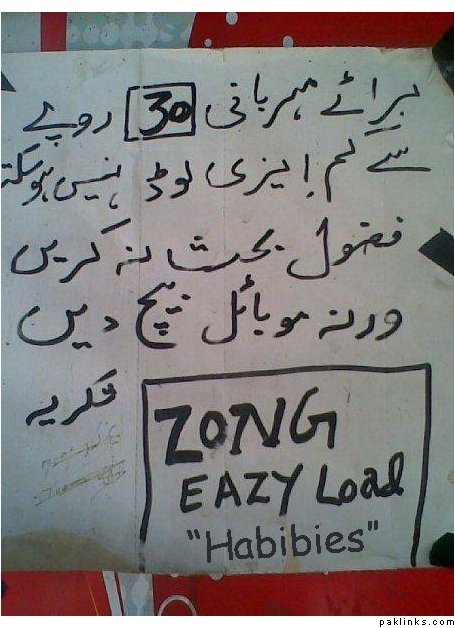 برائے مہربانی 30 روپے
سے کم ایزی لوڈ نہیں ہوسکتے
فضول بحث نہ کریں
ورنہ موبائل بیچ دیں
شکریہ
ZONG
EAZY Load
"Habibies"
paklinks.com